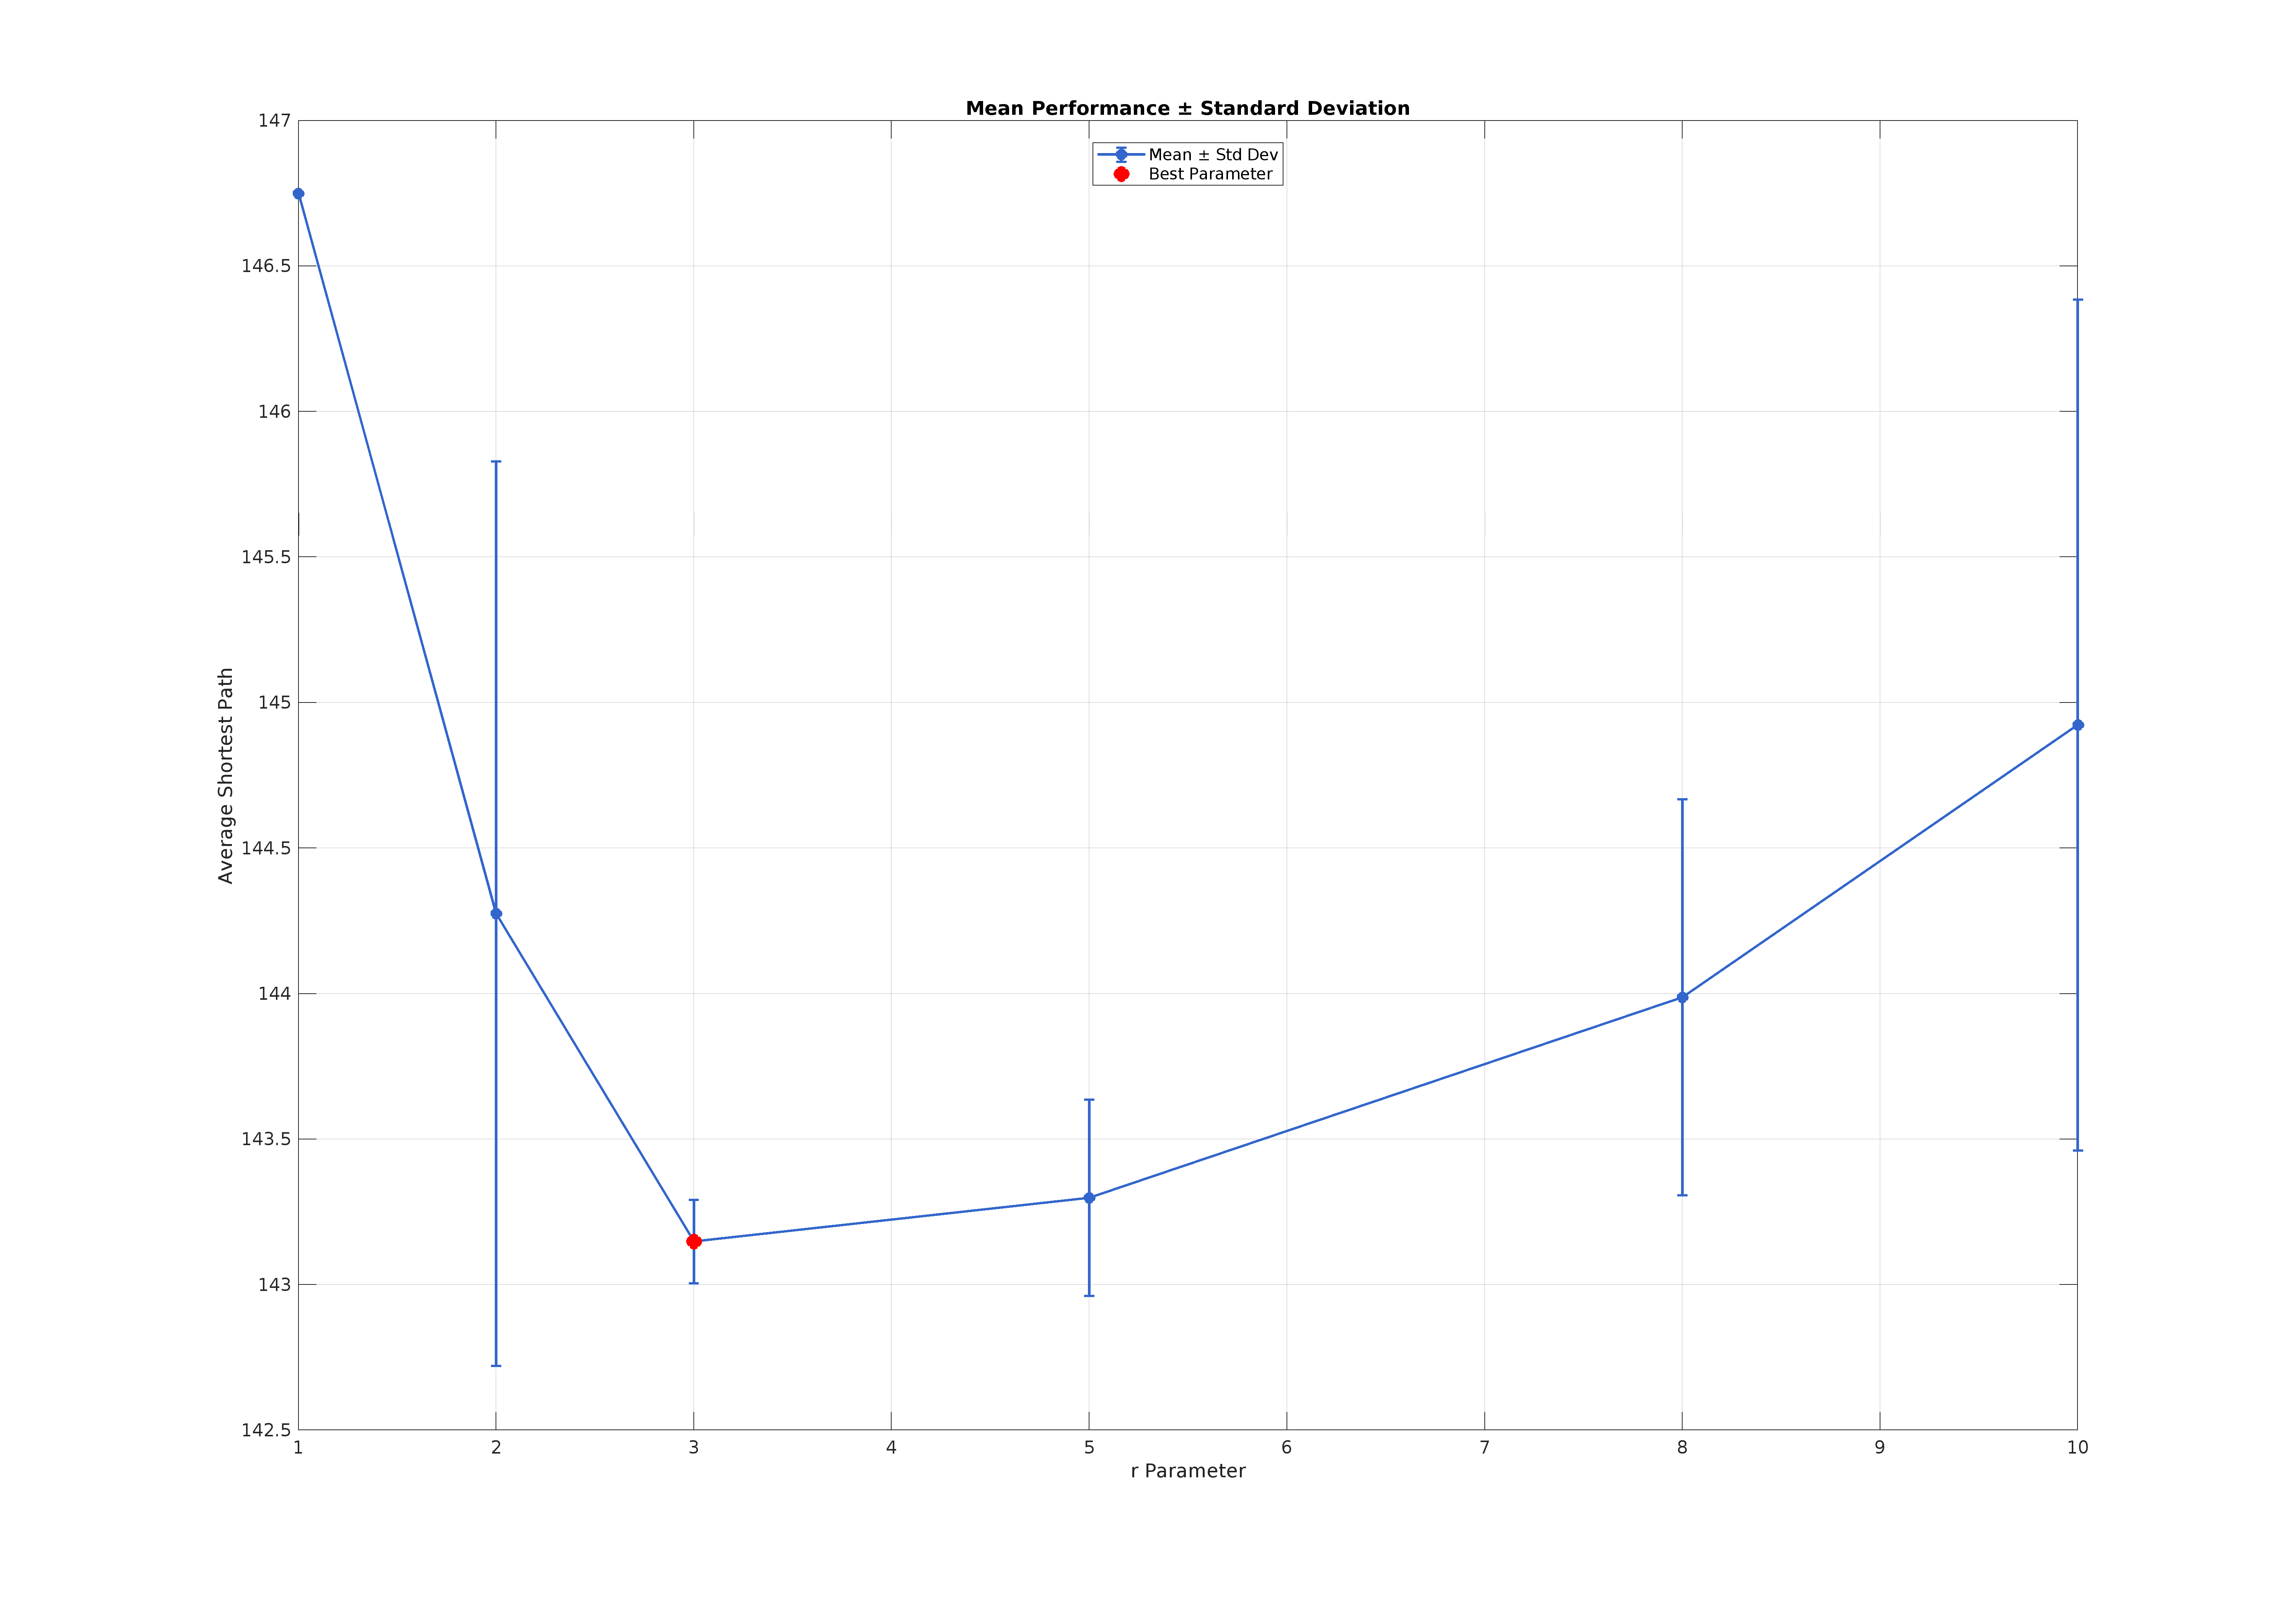 Mean Performance ± Standard Deviation
Mean ± Std Dev
Best Parameter
Average Shortest Path
147
146.5
146
145.5
145
144.5
144
143.5
143
142.5
1 2 3 4 5 6 7 8 9 10
r Parameter